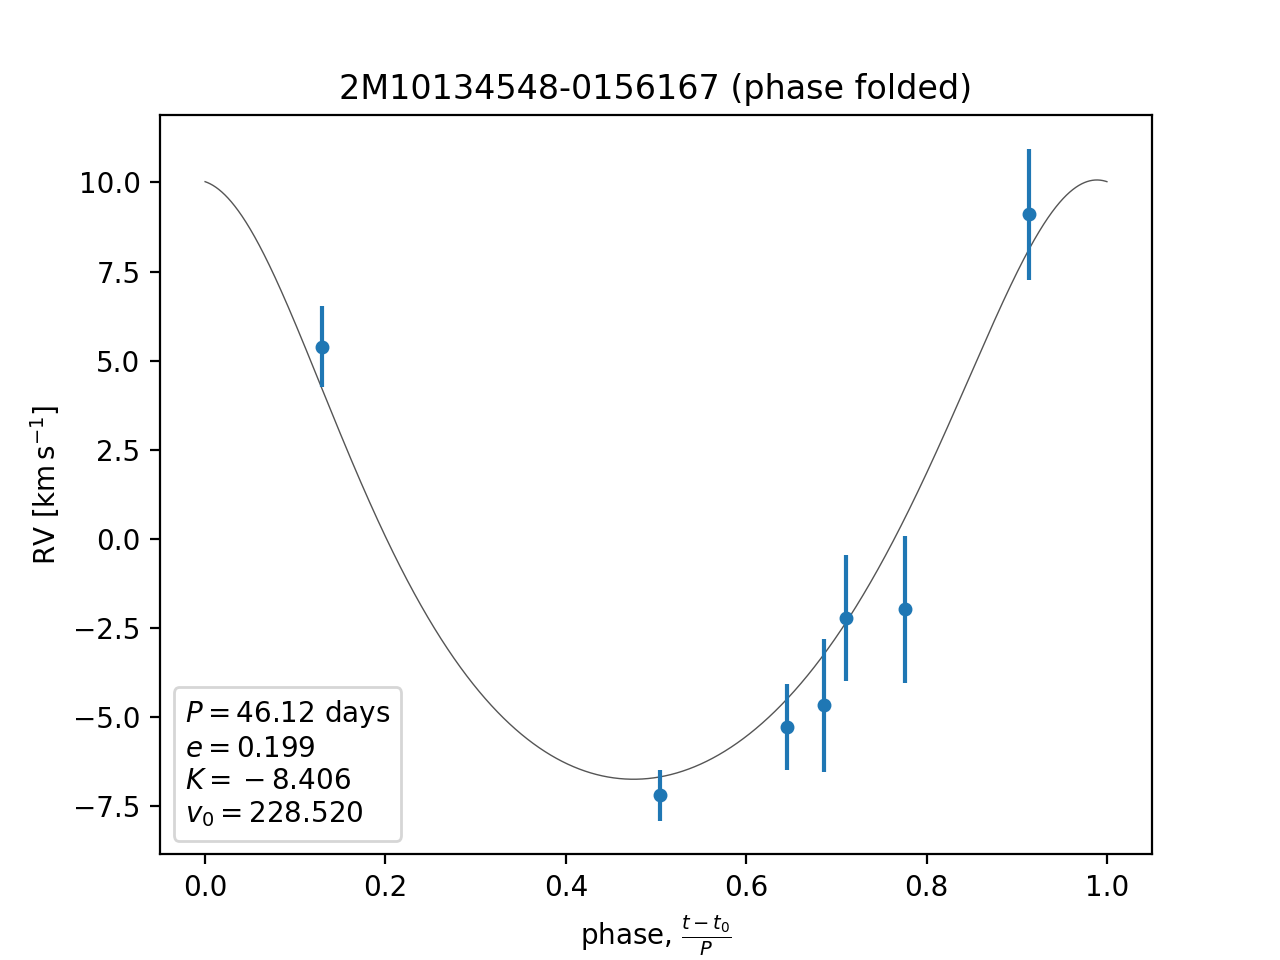 2M10134548-0156167 (phase folded)
RV [km s⁻¹]
10.0
7.5
5.0
2.5
0.0
−2.5
−5.0
−7.5
P = 46.12 days
e = 0.199
K = −8.406
v₀ = 228.520
0.0 0.2 0.4 0.6 0.8 1.0
phase, (t − t₀)/P